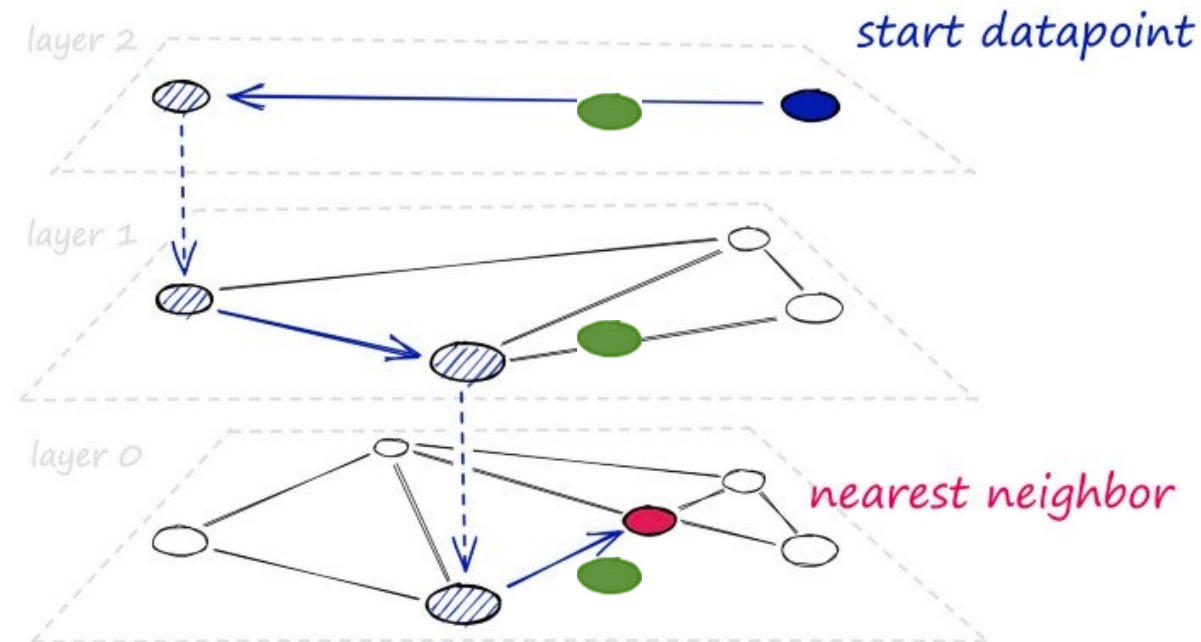 layer 2
start datapoint
layer 1
layer 0
nearest neighbor